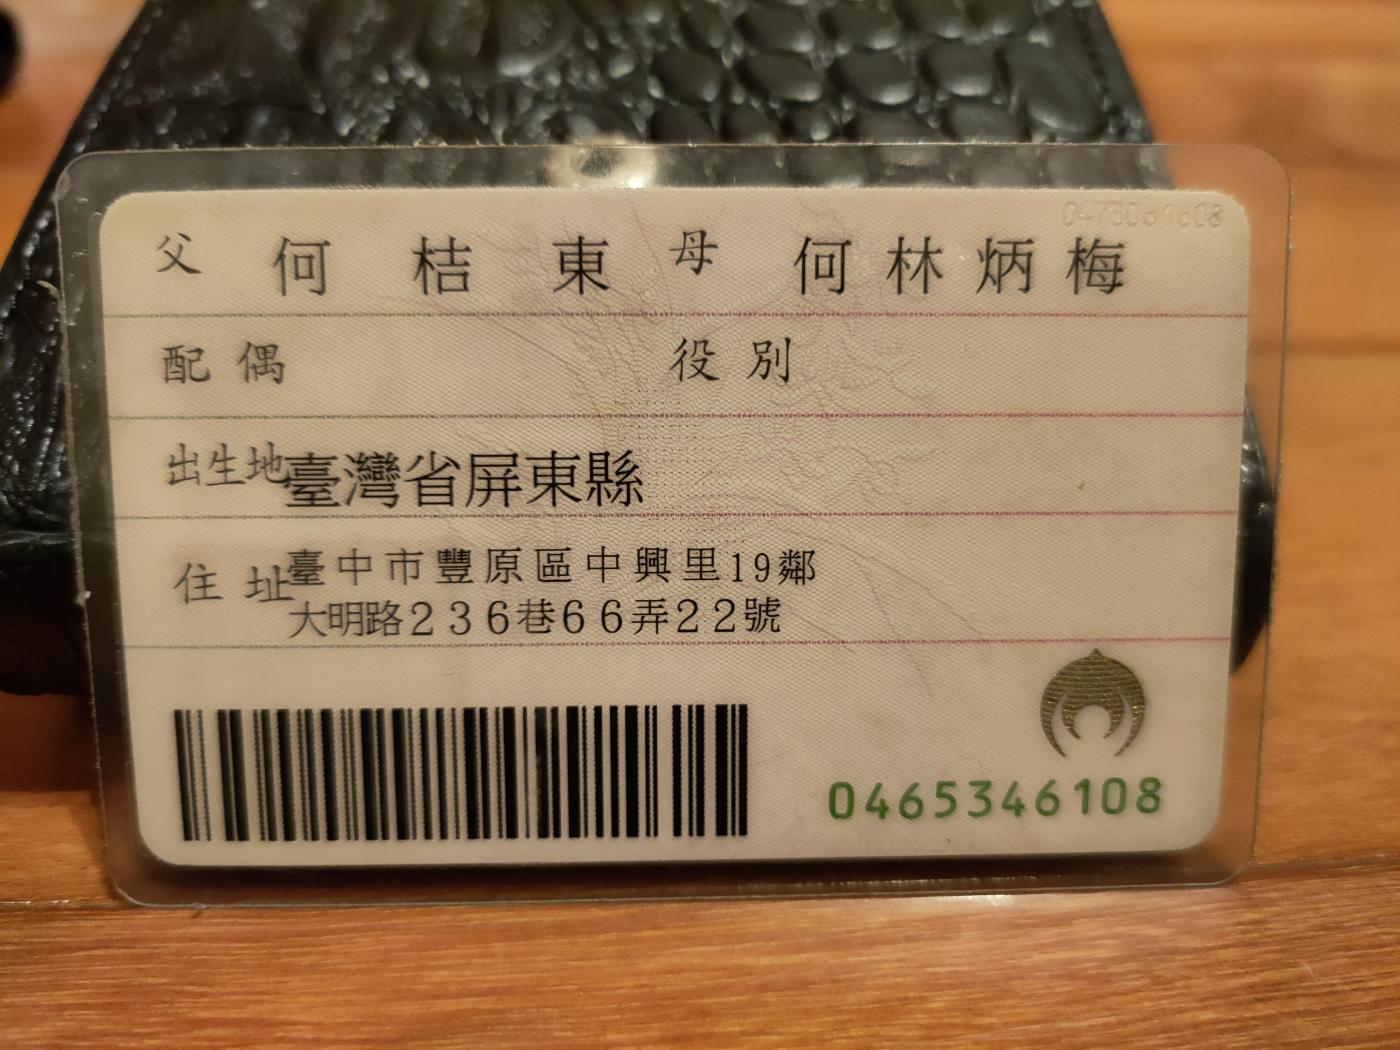 父 何桔東 母 何林炳梅
配偶 役別
出生地 臺灣省屏東縣
住址 臺中市豐原區中興里19鄰
大明路236巷66弄22號
0465346108